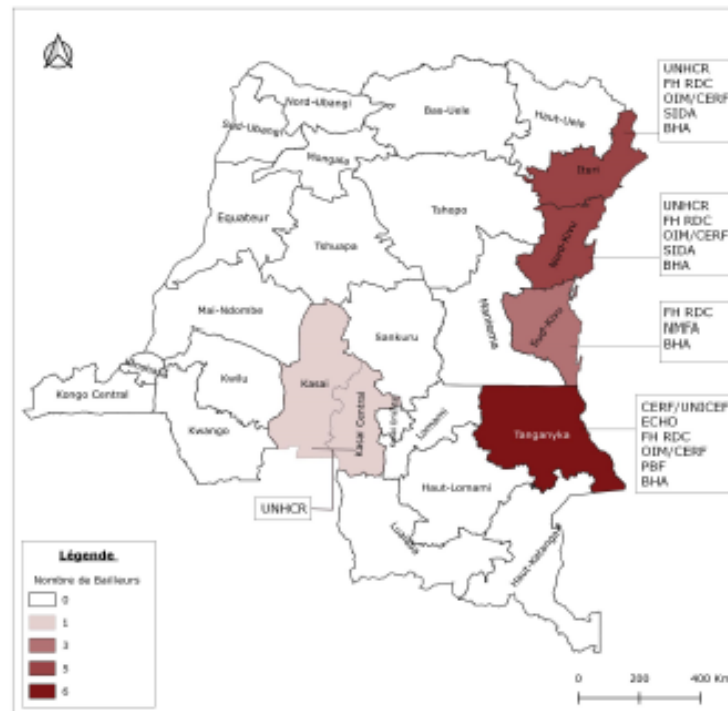 UNHCR
FH RDC
OIM/CERF
SIDA
BHA
Nord-Ubangi
Sud-Ubangi
Bas-Uele
Haut-Uele
Mongala
Ituri
Equateur
Tshopo
Tshuapa
Nord-Kivu
UNHCR
FH RDC
OIM/CERF
SIDA
BHA
Mai-Ndombe
Sankuru
Maniema
Sud-Kivu
FH RDC
NMFA
BHA
Kinshasa
Kongo Central
Kwilu
Kwango
Kasai
Kasai Central
Lomami
Tanganyka
CERF/UNICEF
ECHO
FH RDC
OIM/CERF
PBF
BHA
UNHCR
Haut-Lomami
Lualaba
Haut-Katanga
Légende
Nombre de Bailleurs
0
1
3
5
6
0 200 400 Km